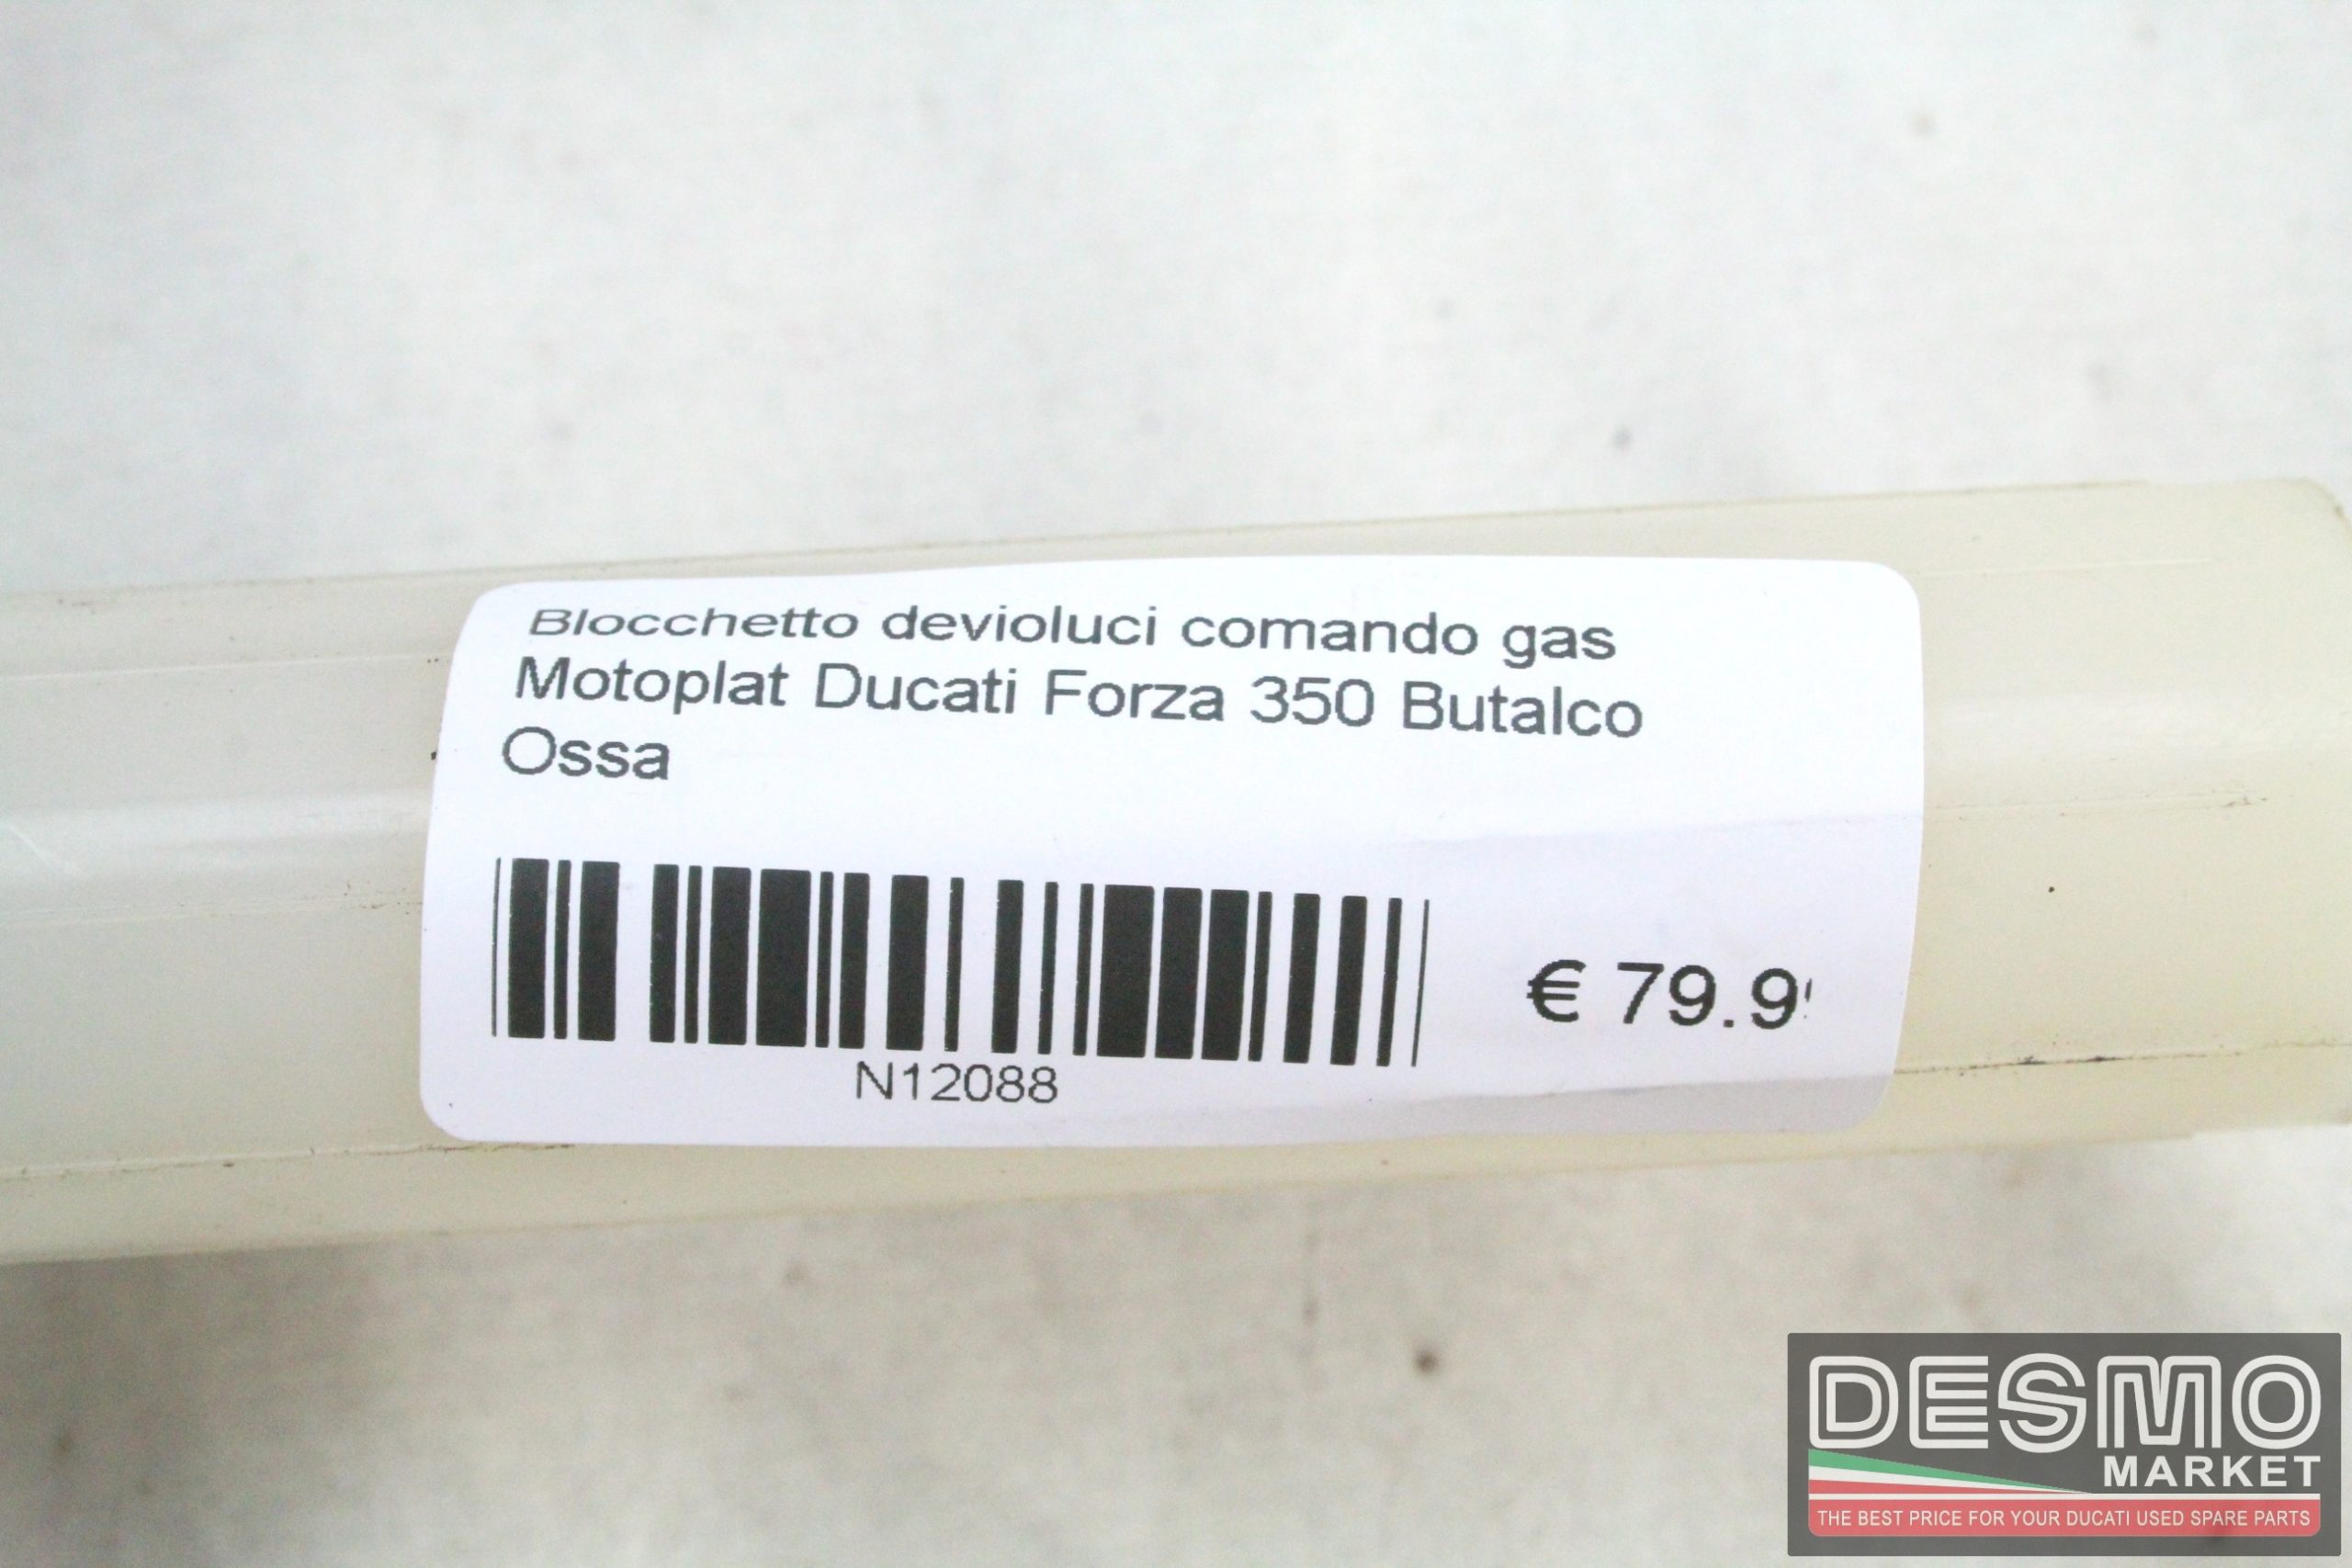 Blocchetto devioluci comando gas
Motoplat Ducati Forza 350 Butalco
Ossa
N12088
€ 79.9
DESMO
MARKET
THE BEST PRICE FOR YOUR DUCATI USED SPARE PARTS